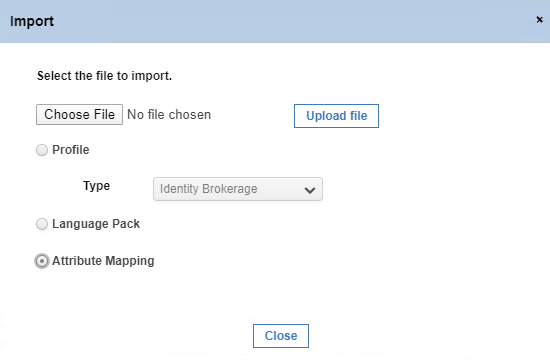 Import
×
Select the file to import.
Choose File No file chosen Upload file
Profile
Type Identity Brokerage
Language Pack
Attribute Mapping
Close